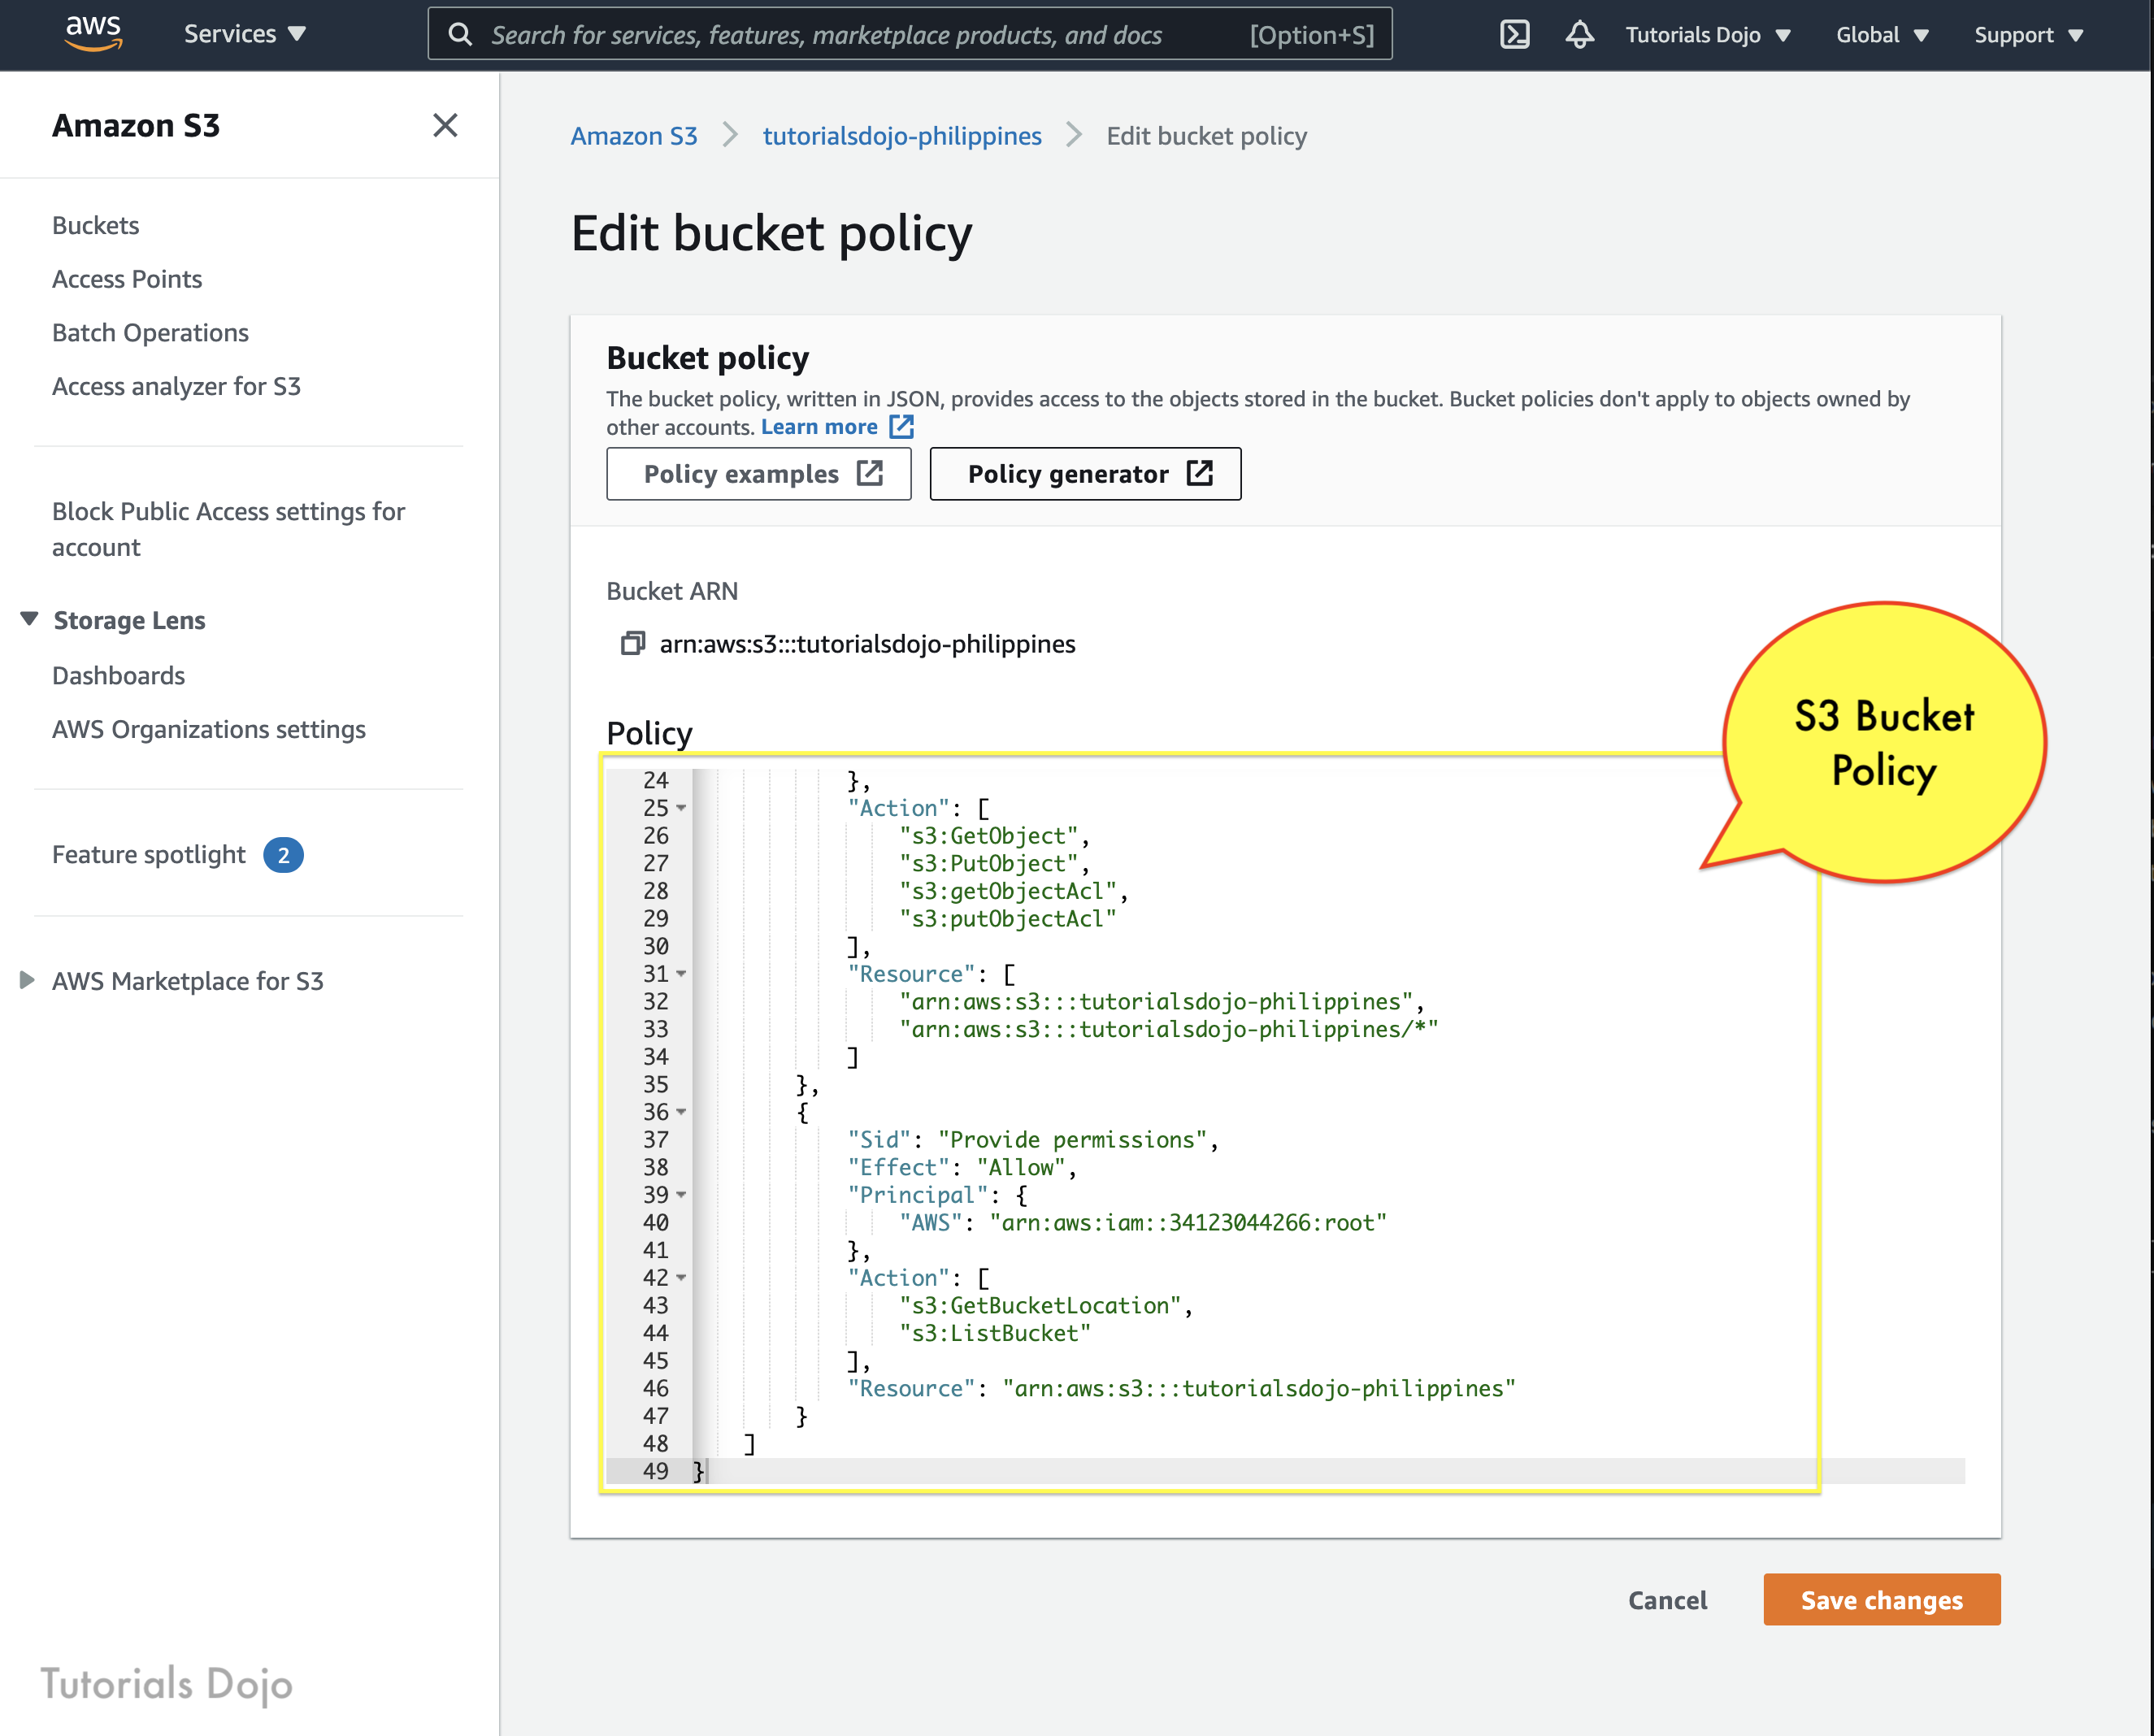 aws Services Search for services, features, marketplace products, and docs [Option+S] Tutorials Dojo Global Support
Amazon S3
Buckets
Access Points
Batch Operations
Access analyzer for S3
Block Public Access settings for
account
Storage Lens
Dashboards
AWS Organizations settings
Feature spotlight 2
AWS Marketplace for S3
Tutorials Dojo
Amazon S3 > tutorialsdojo-philippines > Edit bucket policy
Edit bucket policy
Bucket policy
The bucket policy, written in JSON, provides access to the objects stored in the bucket. Bucket policies don't apply to objects owned by
other accounts. Learn more
Policy examples Policy generator
Bucket ARN
arn:aws:s3:::tutorialsdojo-philippines
Policy
S3 Bucket
Policy
24 },
25 "Action": [
26 "s3:GetObject",
27 "s3:PutObject",
28 "s3:getObjectAcl",
29 "s3:putObjectAcl"
30 ],
31 "Resource": [
32 "arn:aws:s3:::tutorialsdojo-philippines",
33 "arn:aws:s3:::tutorialsdojo-philippines/*"
34 ]
35 },
36 {
37 "Sid": "Provide permissions",
38 "Effect": "Allow",
39 "Principal": {
40 "AWS": "arn:aws:iam::34123044266:root"
41 },
42 "Action": [
43 "s3:GetBucketLocation",
44 "s3:ListBucket"
45 ],
46 "Resource": "arn:aws:s3:::tutorialsdojo-philippines"
47 }
48 ]
49 }
Cancel Save changes